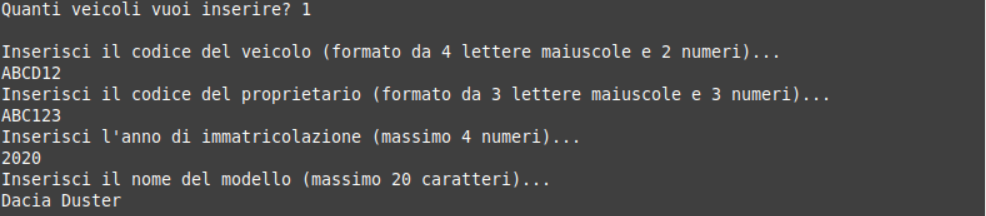 Quanti veicoli vuoi inserire? 1
Inserisci il codice del veicolo (formato da 4 lettere maiuscole e 2 numeri)...
ABCD12
Inserisci il codice del proprietario (formato da 3 lettere maiuscole e 3 numeri)...
ABC123
Inserisci l'anno di immatricolazione (massimo 4 numeri)...
2020
Inserisci il nome del modello (massimo 20 caratteri)...
Dacia Duster